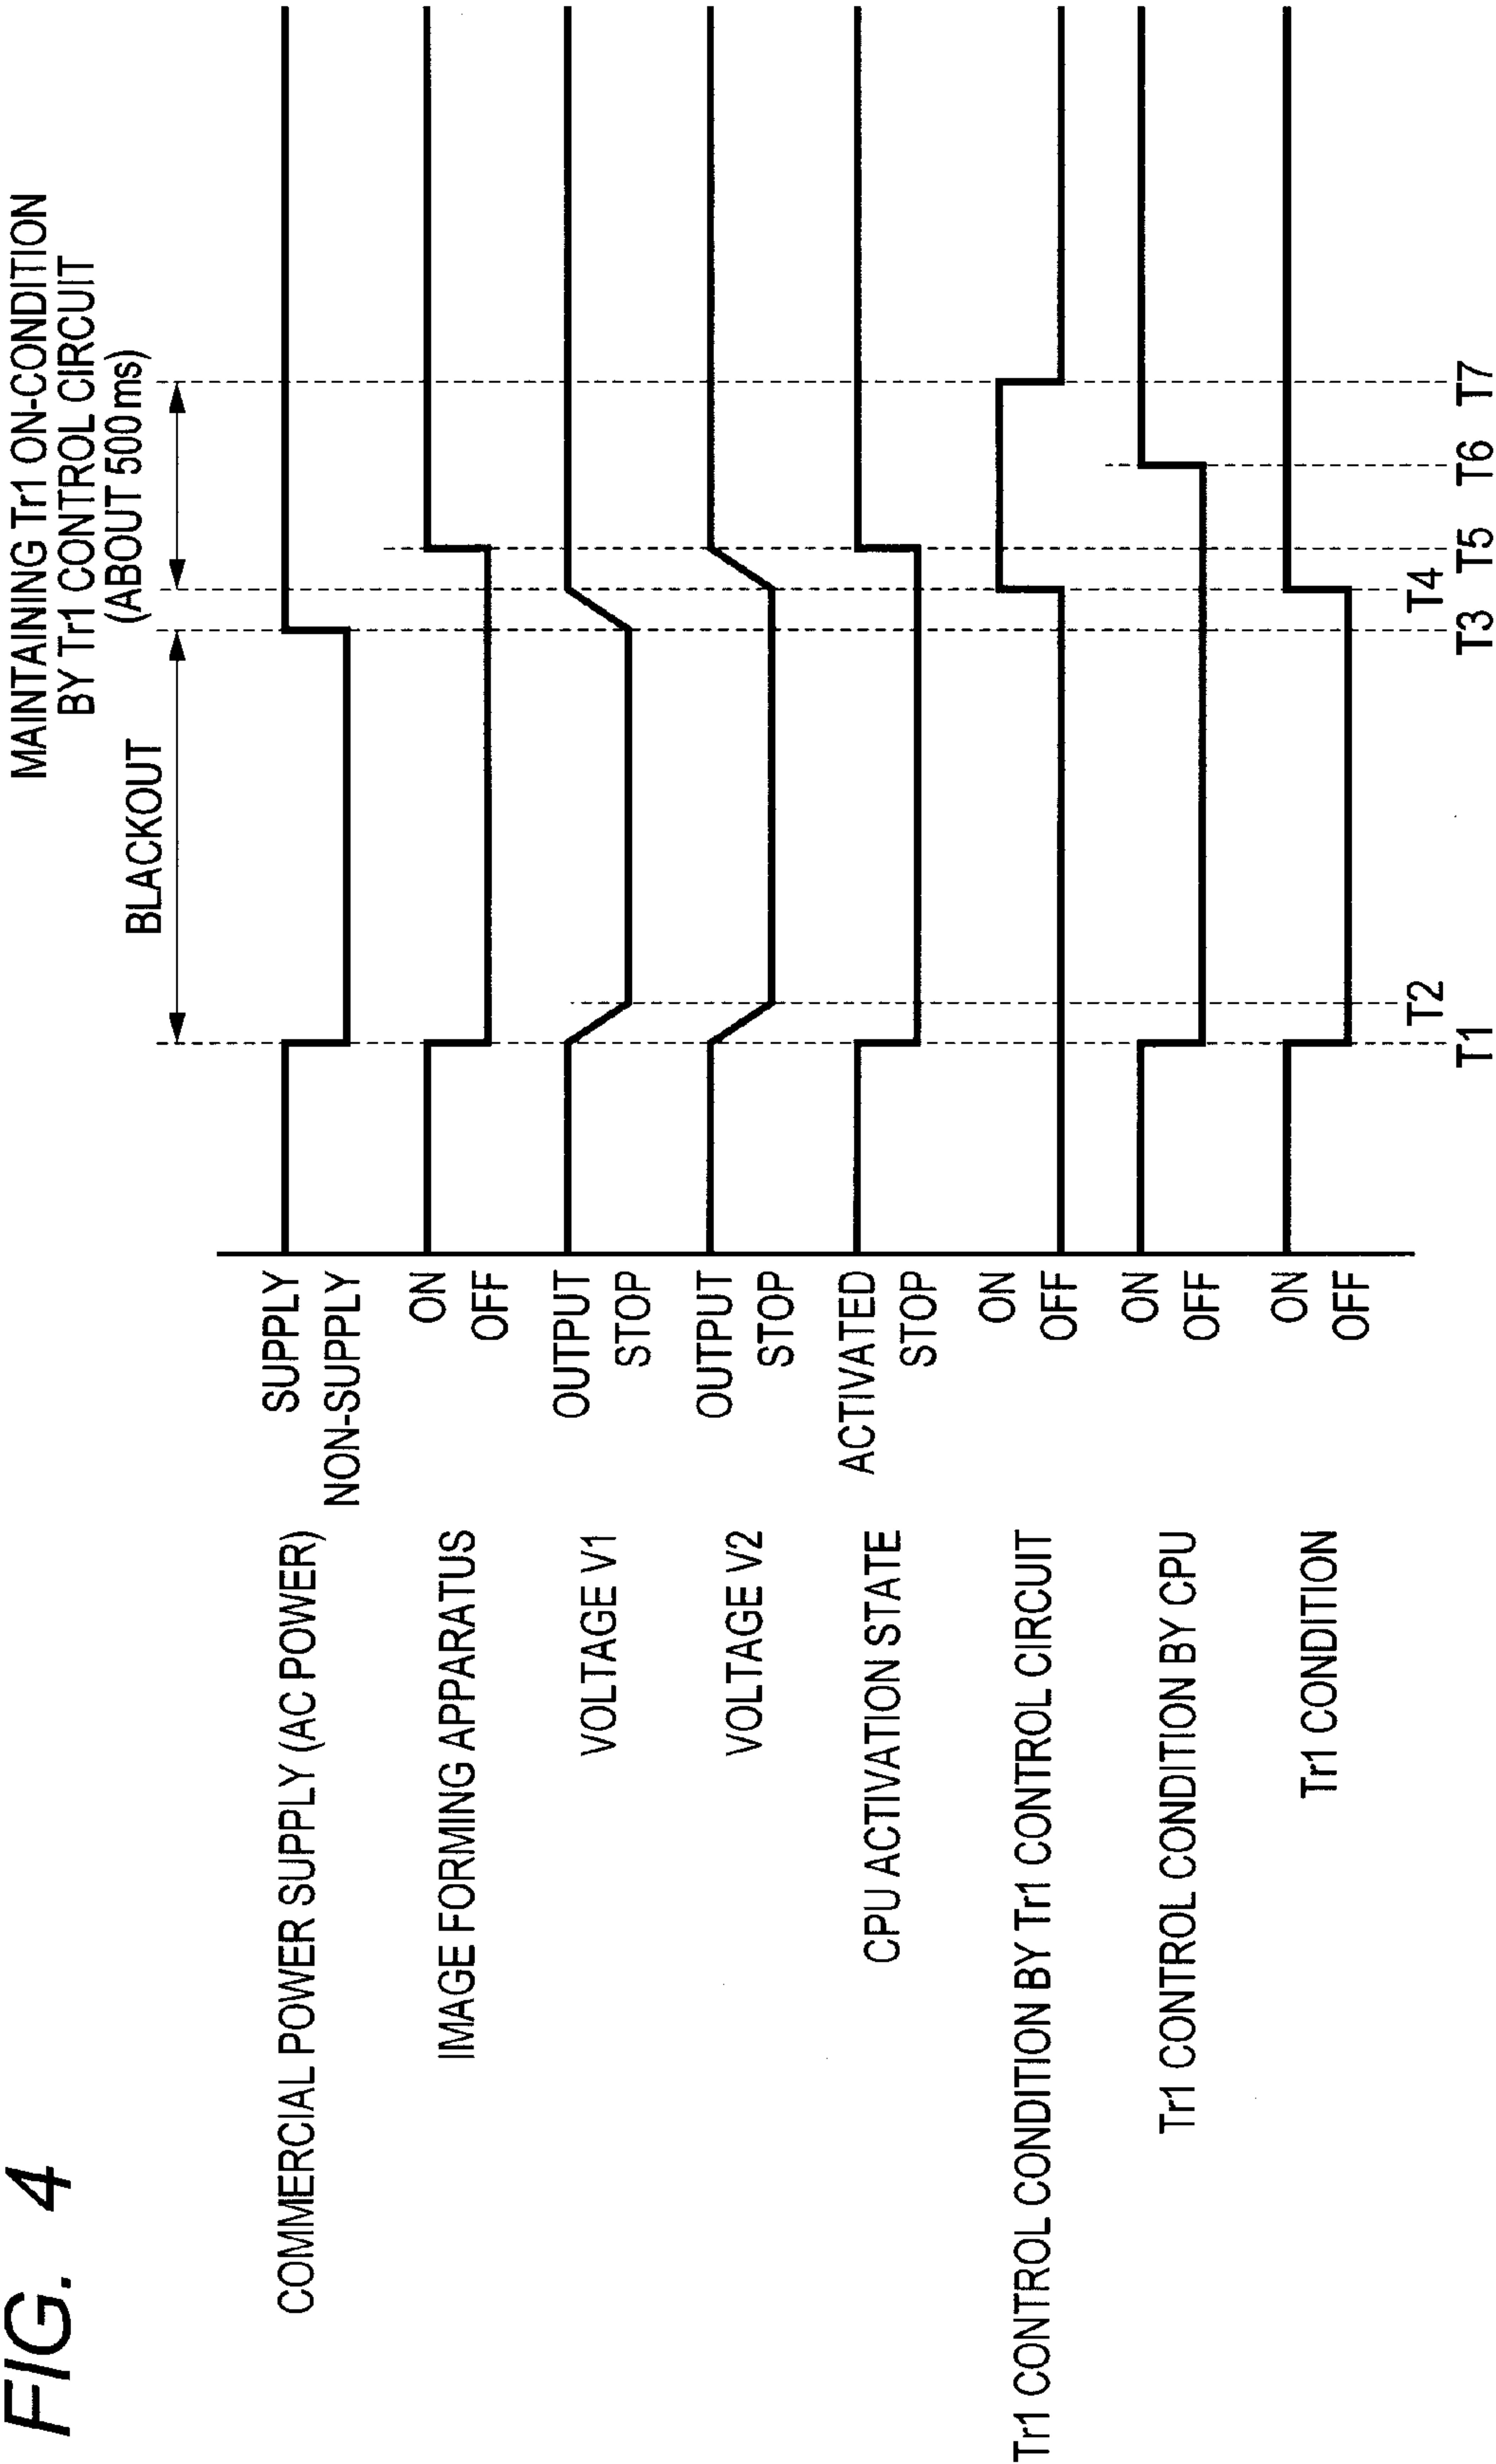 FIG. 4
MAINTAINING Tr1 ON-CONDITION
BY Tr1 CONTROL CIRCUIT
(ABOUT 500ms)
BLACKOUT
COMMERCIAL POWER SUPPLY (AC POWER)
SUPPLY
NON-SUPPLY
IMAGE FORMING APPARATUS
ON
OFF
VOLTAGE V1
OUTPUT
STOP
VOLTAGE V2
OUTPUT
STOP
CPU ACTIVATION STATE
ACTIVATED
STOP
Tr1 CONTROL CONDITION BY Tr1 CONTROL CIRCUIT
ON
OFF
Tr1 CONTROL CONDITION BY CPU
ON
OFF
Tr1 CONDITION
ON
OFF
T1 T2 T3 T4 T5 T6 T7